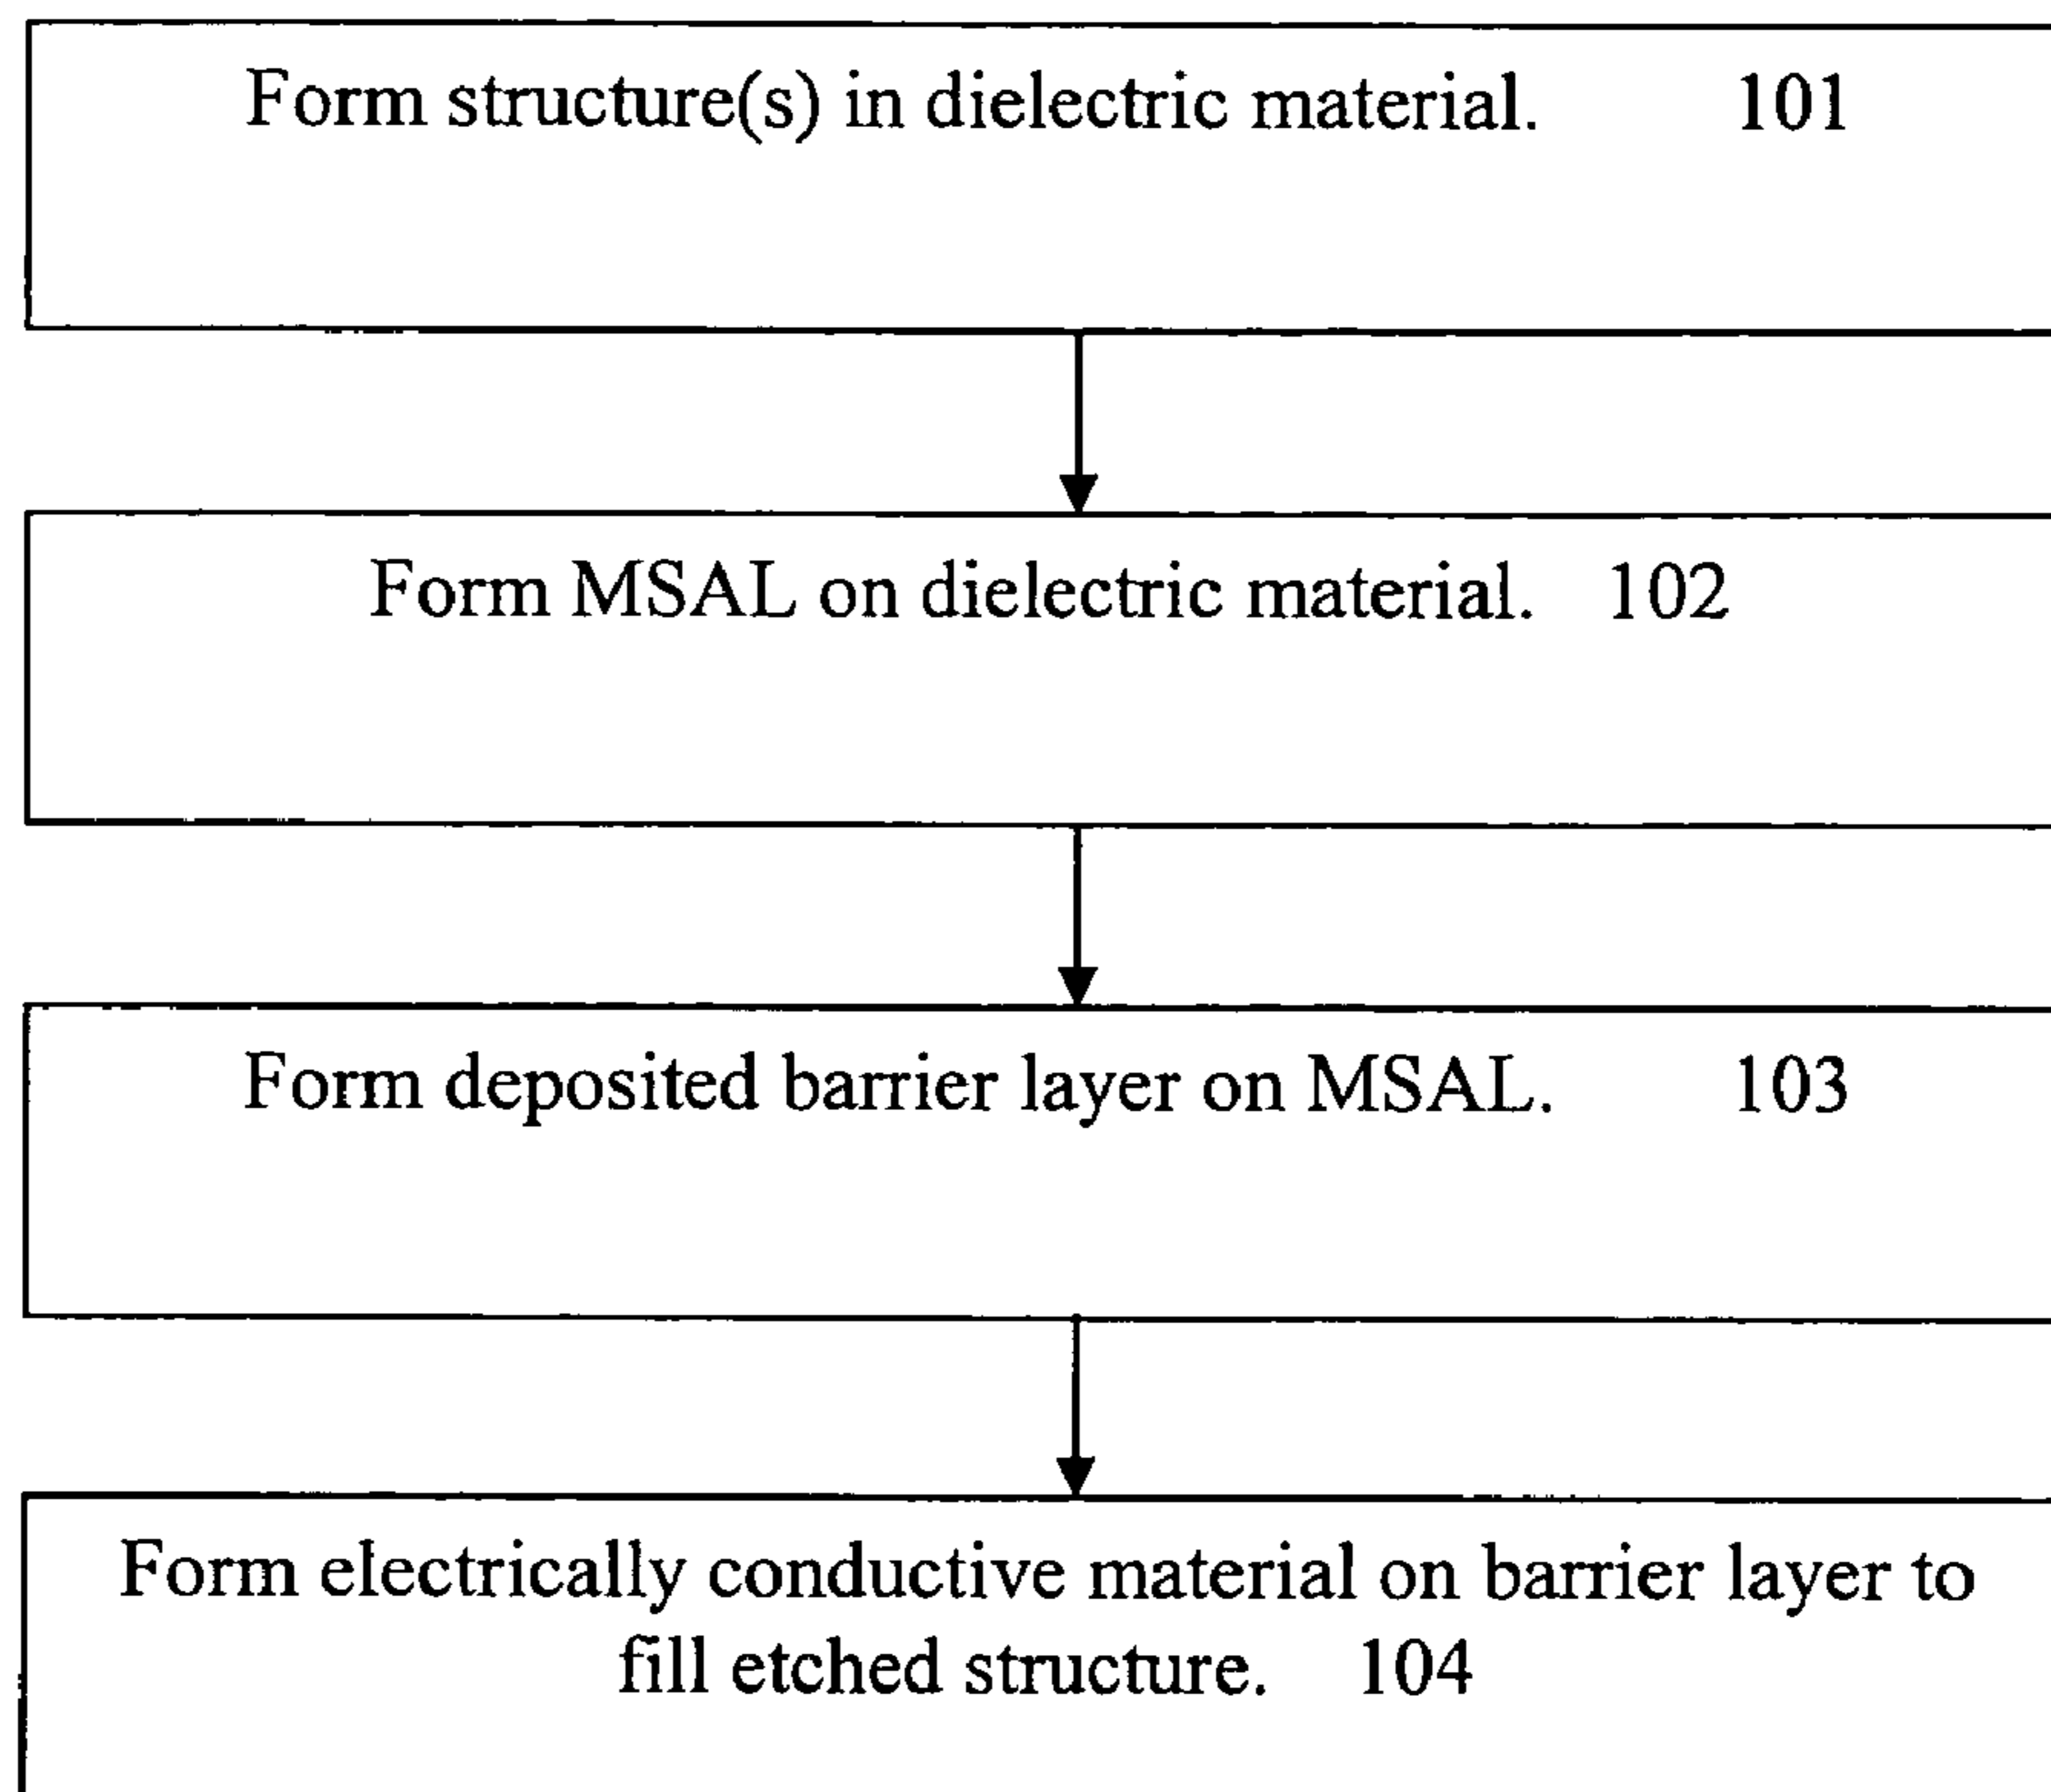 Form structure(s) in dielectric material. 101
Form MSAL on dielectric material. 102
Form deposited barrier layer on MSAL. 103
Form electrically conductive material on barrier layer to
fill etched structure. 104